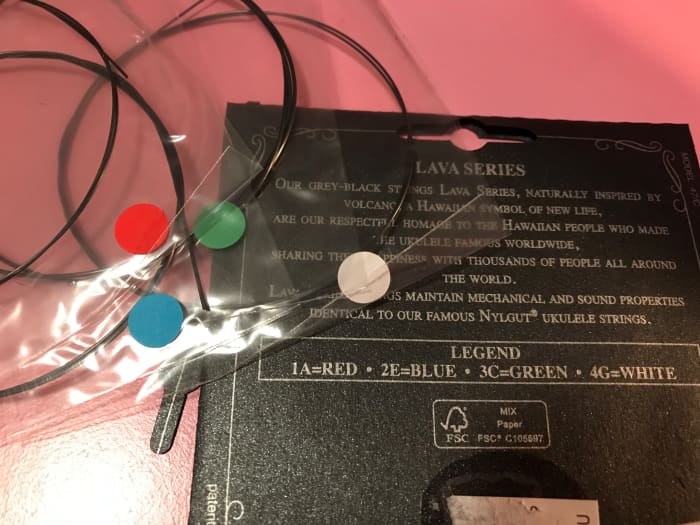 LAVA SERIES
OUR GREY-BLACK STRINGS LAVA SERIES, NATURALLY INSPIRED BY
A HAWAIIAN SYMBOL OF NEW LIFE,
ARE OUR RESPECTFUL HOMAGE TO THE HAWAIIAN PEOPLE WHO MADE
UKULELE FAMOUS WORLDWIDE,
SHARING WITH THOUSANDS OF PEOPLE ALL AROUND
THE WORLD.
MAINTAIN MECHANICAL AND SOUND PROPERTIES
IDENTICAL TO OUR FAMOUS NYLGUT® UKULELE STRINGS.
LEGEND
1A=RED • 2E=BLUE • 3C=GREEN • 4G=WHITE
FSC
MIX
Paper
FSC® C105597
MODEL
patent